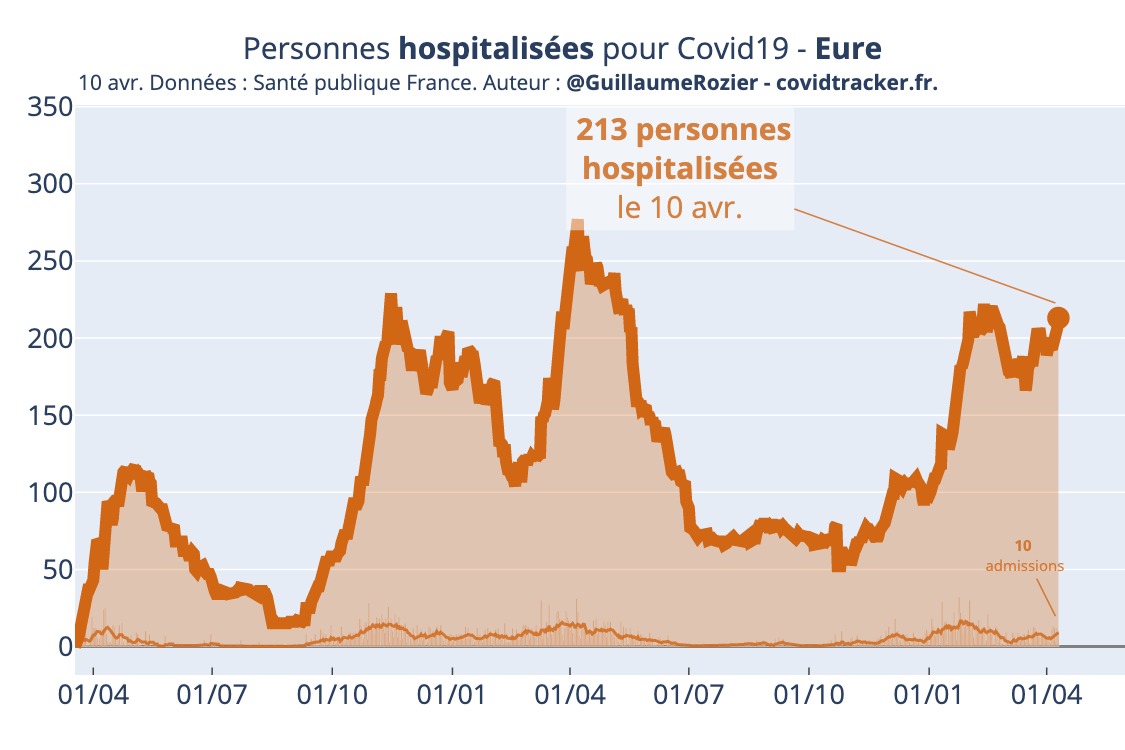 Personnes hospitalisées pour Covid19 - Eure
10 avr. Données : Santé publique France. Auteur : @GuillaumeRozier - covidtracker.fr.
350
300
250
200
150
100
50
0
213 personnes
hospitalisées
le 10 avr.
10
admissions
01/04 01/07 01/10 01/01 01/04 01/07 01/10 01/01 01/04